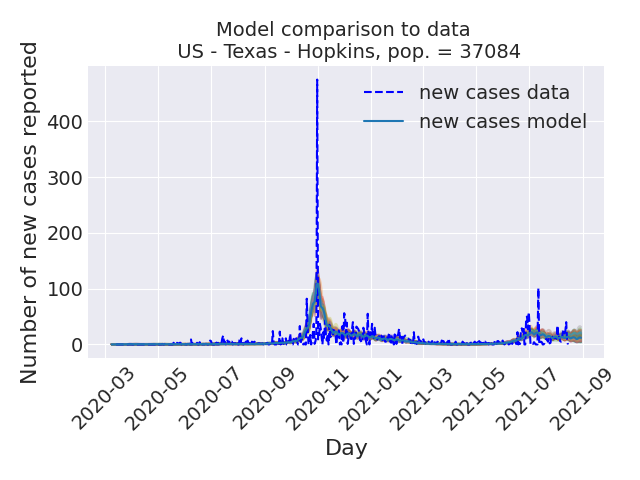 Model comparison to data
US - Texas - Hopkins, pop. = 37084
Number of new cases reported
400
300
200
100
0
new cases data
new cases model
2020-03
2020-05
2020-07
2020-09
2020-11
2021-01
2021-03
2021-05
2021-07
2021-09
Day